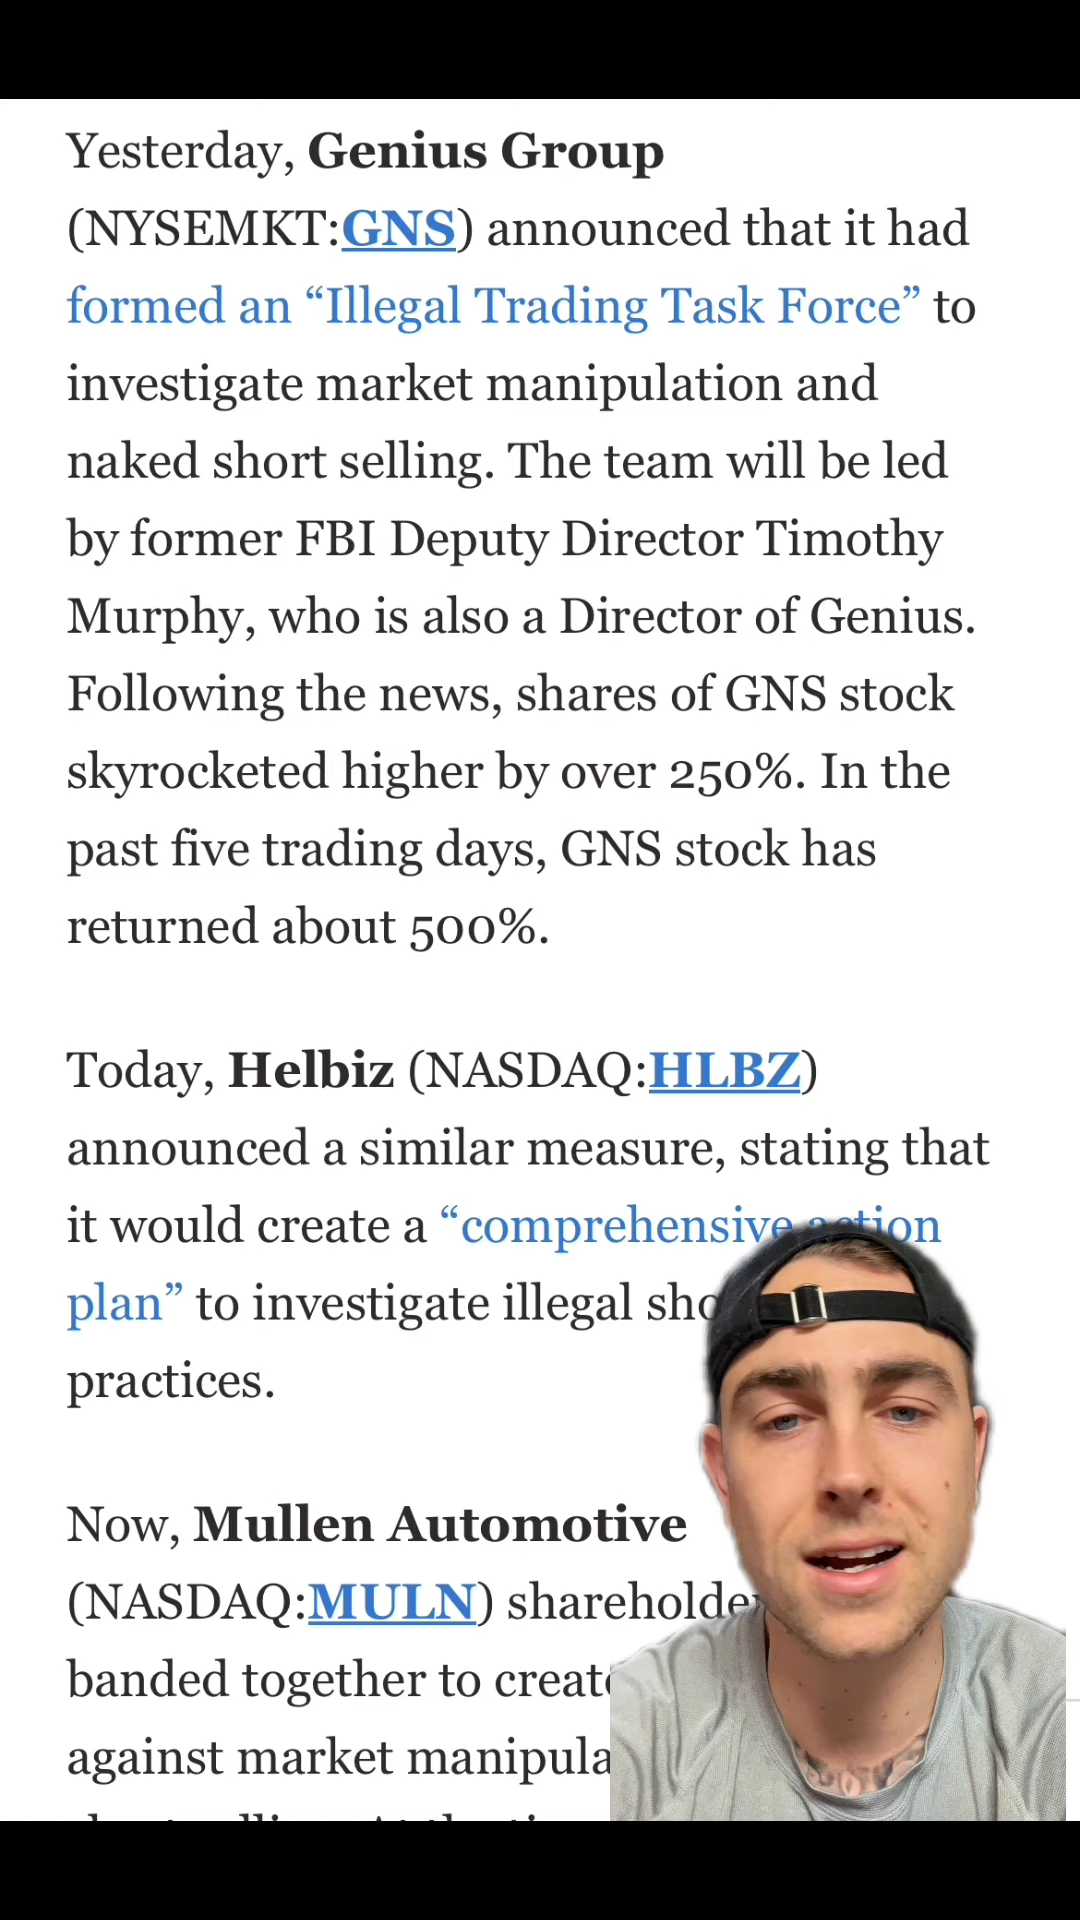 Yesterday, Genius Group
(NYSEMKT:GNS) announced that it had
formed an “Illegal Trading Task Force” to
investigate market manipulation and
naked short selling. The team will be led
by former FBI Deputy Director Timothy
Murphy, who is also a Director of Genius.
Following the news, shares of GNS stock
skyrocketed higher by over 250%. In the
past five trading days, GNS stock has
returned about 500%.
Today, Helbiz (NASDAQ:HLBZ)
announced a similar measure, stating that
it would create a “comprehensive action
plan” to investigate illegal
practices.
Now, Mullen Automotive
(NASDAQ:MULN)
banded together to
against market